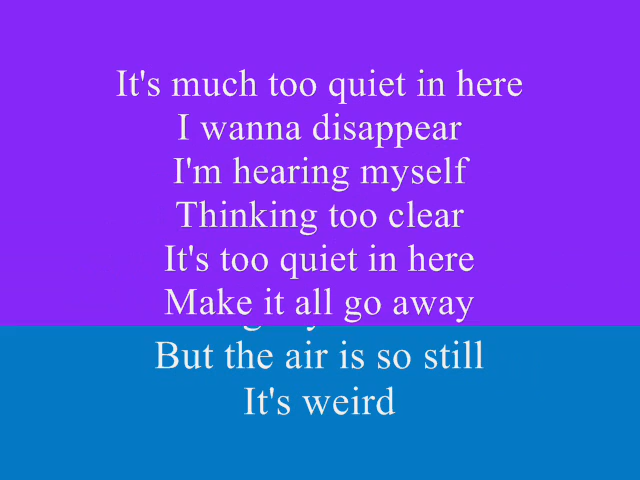 It's much too quiet in here
I wanna disappear
I'm hearing myself
Thinking too clear
It's too quiet in here
Make it all go away
But the air is so still
It's weird